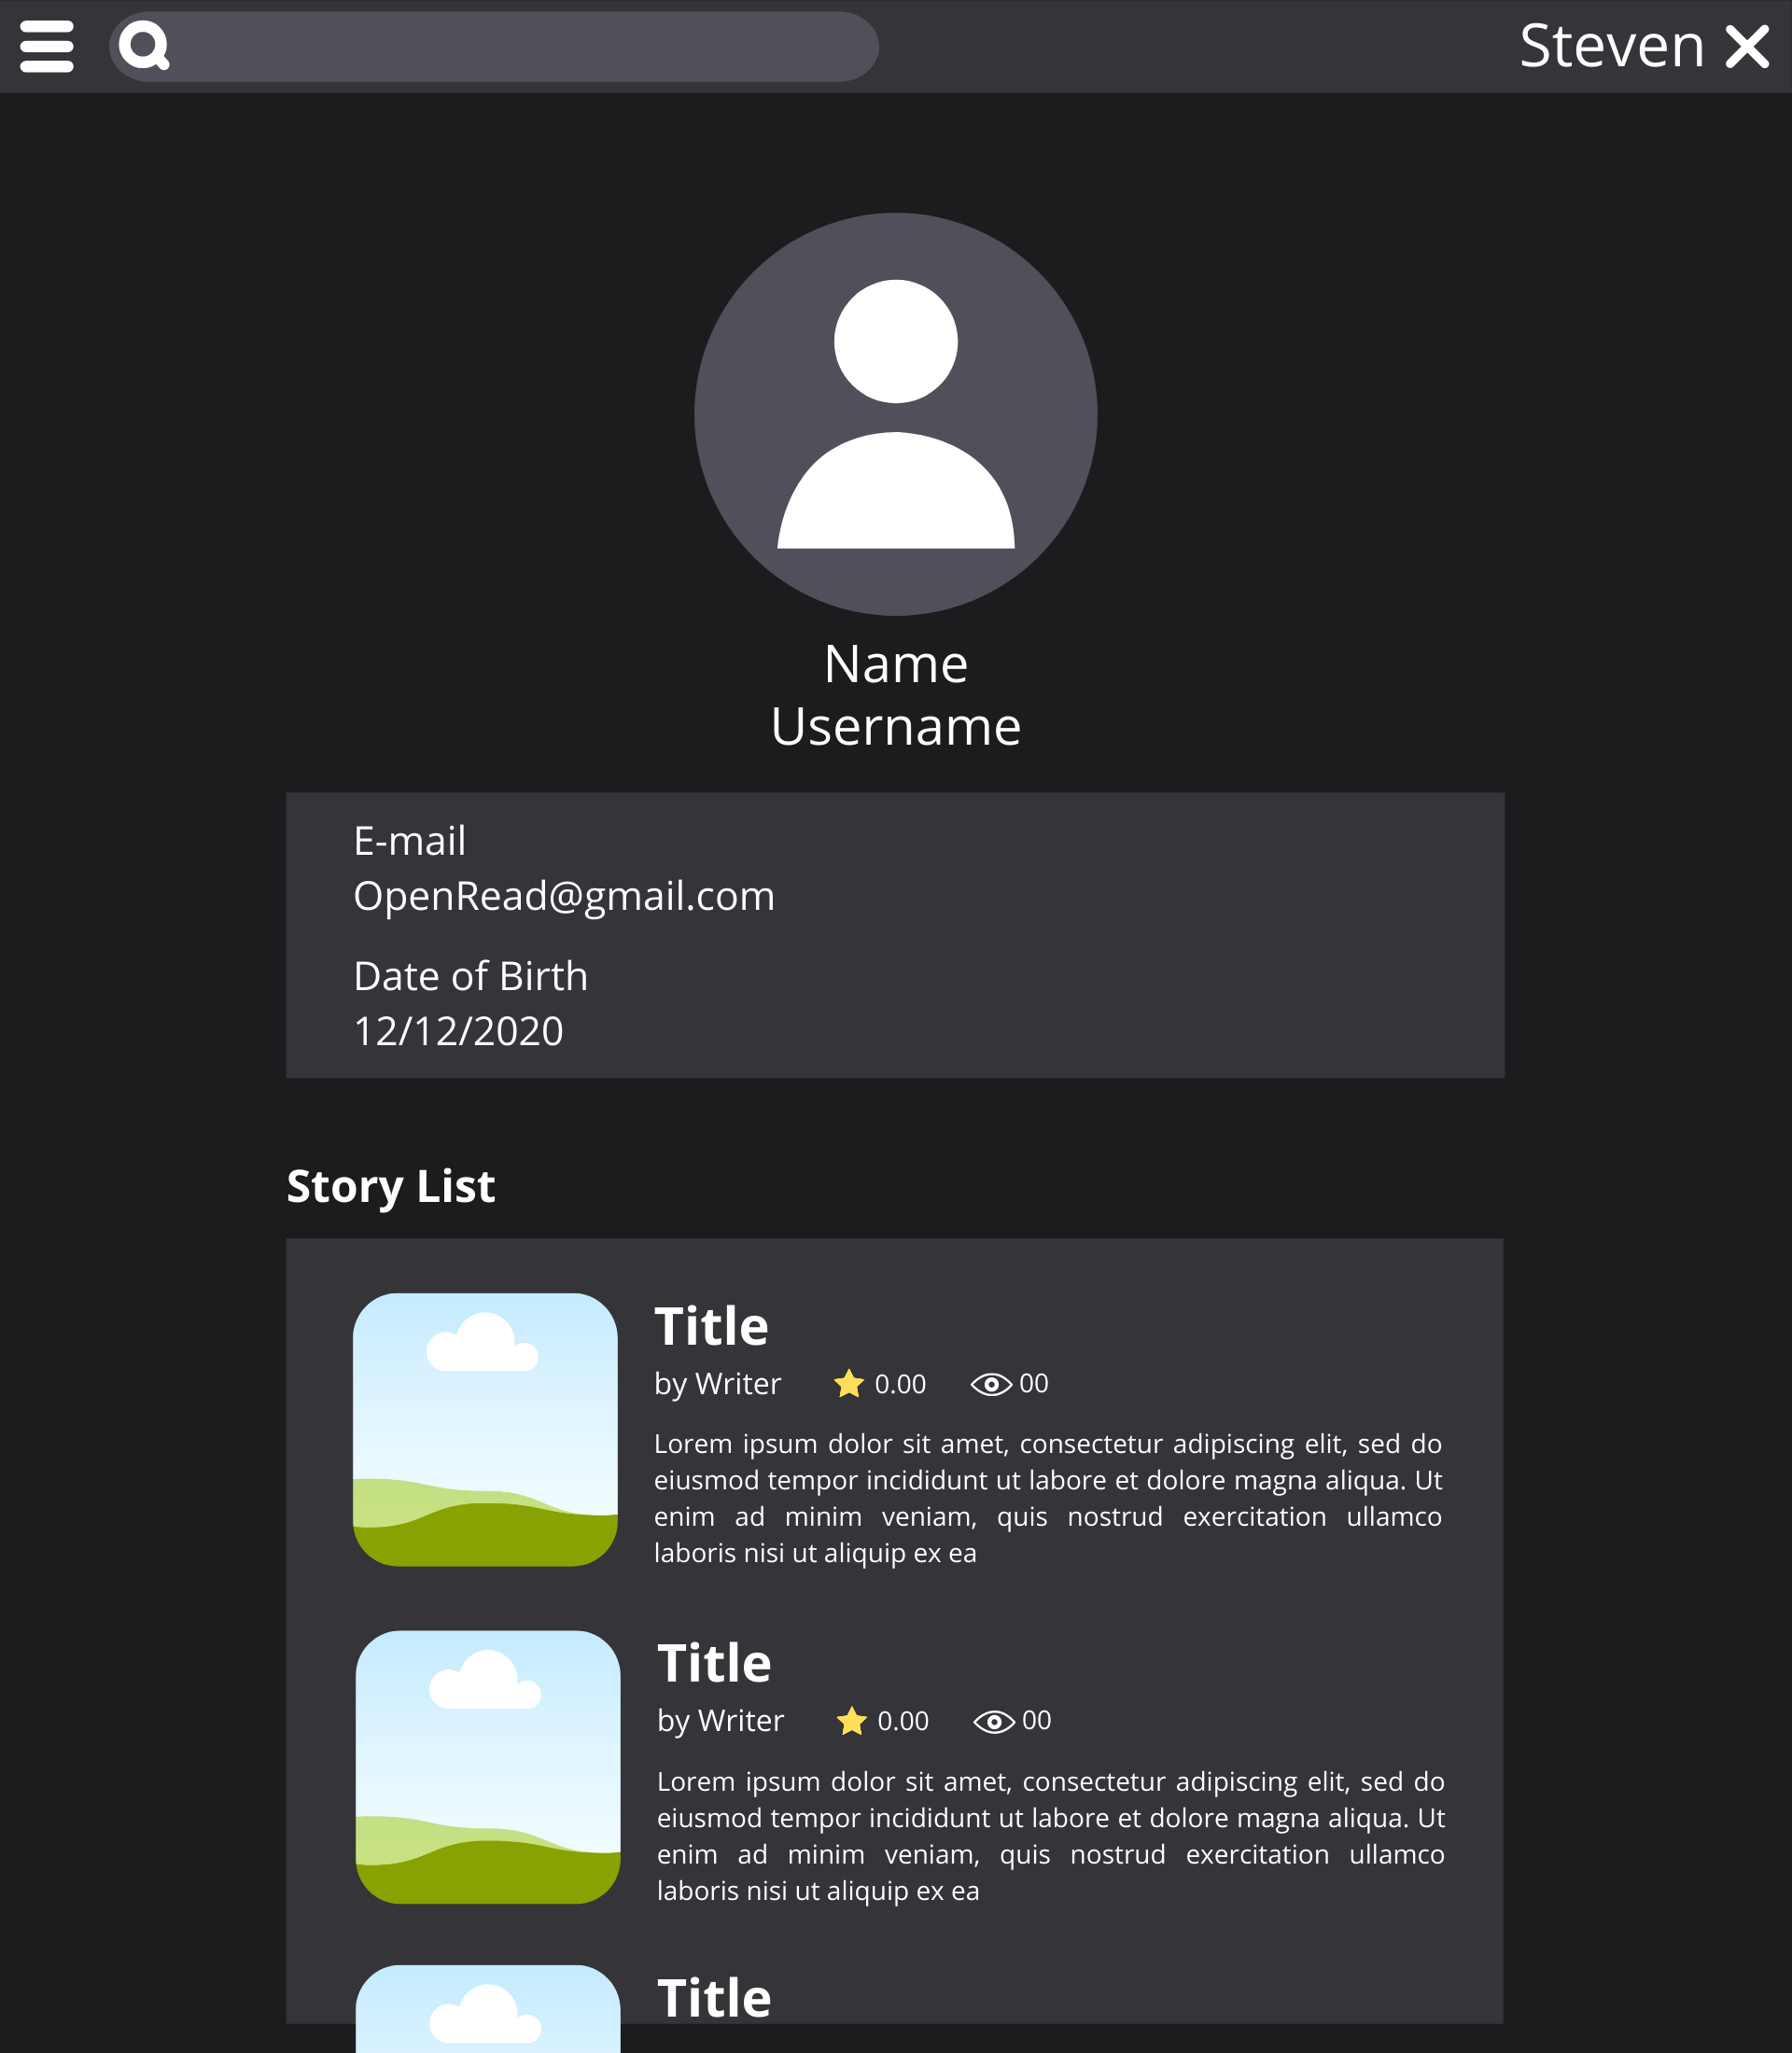 Steven
Name
Username
E-mail
OpenRead@gmail.com
Date of Birth
12/12/2020
Story List
Title
by Writer 0.00 00
Lorem ipsum dolor sit amet, consectetur adipiscing elit, sed do
eiusmod tempor incididunt ut labore et dolore magna aliqua. Ut
enim ad minim veniam, quis nostrud exercitation ullamco
laboris nisi ut aliquip ex ea
Title
by Writer 0.00 00
Lorem ipsum dolor sit amet, consectetur adipiscing elit, sed do
eiusmod tempor incididunt ut labore et dolore magna aliqua. Ut
enim ad minim veniam, quis nostrud exercitation ullamco
laboris nisi ut aliquip ex ea
Title